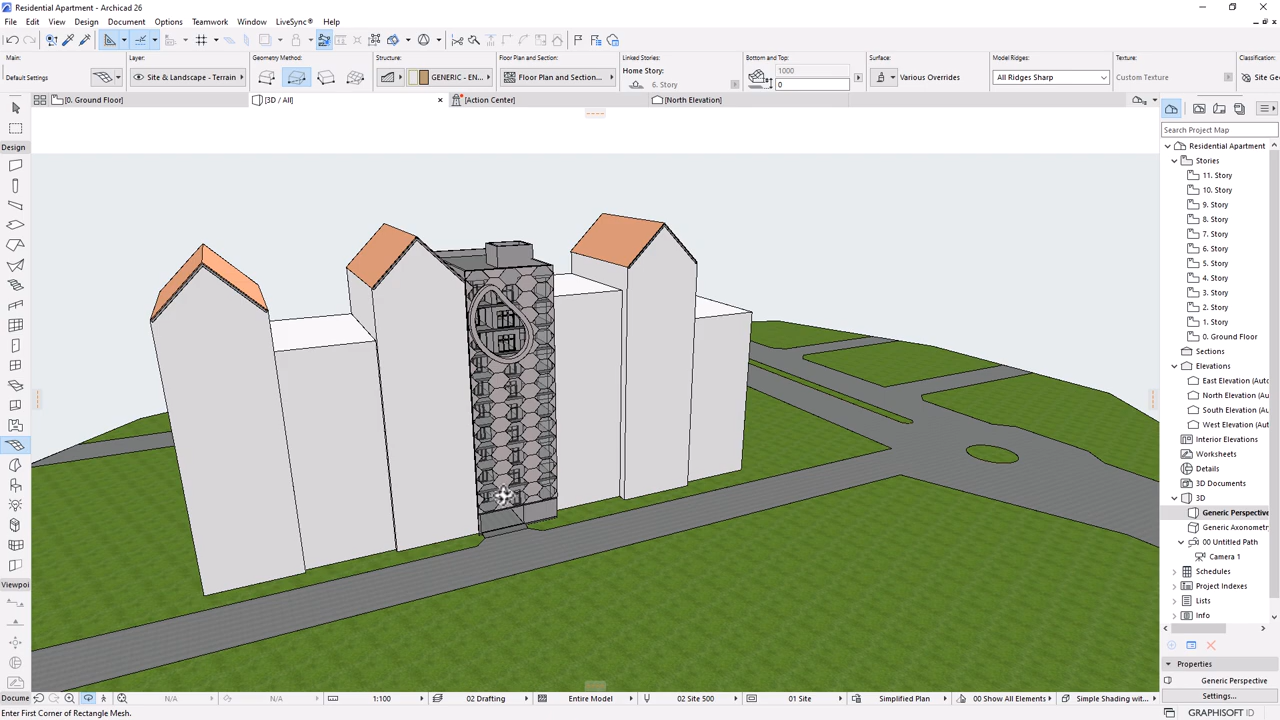 Residential Apartment - Archicad 26
File Edit View Design Document Options Teamwork Window LiveSync® Help
Main: Layer: Geometry Method: Structure: Floor Plan and Section: Linked Stories: Bottom and Top: Surface: Model Ridges: Texture: Classification:
Default Settings Site & Landscape - Terrain GENERIC - EN... Floor Plan and Section... Home Story: 1000 Various Overrides All Ridges Sharp Custom Texture Site Ge
6. Story 0
[0. Ground Floor] [3D / All] [Action Center] [North Elevation]
Search Project Map
Design
Residential Apartment
Stories
11. Story
10. Story
9. Story
8. Story
7. Story
6. Story
5. Story
4. Story
3. Story
2. Story
1. Story
0. Ground Floor
Sections
Elevations
East Elevation (Aut
North Elevation (Au
South Elevation (Au
West Elevation (Aut
Interior Elevations
Worksheets
Details
3D Documents
3D
Generic Perspective
Generic Axonometr
00 Untitled Path
Camera 1
Schedules
Project Indexes
Lists
Info
Viewpoi
Properties
Generic Perspective
Settings...
Docume N/A N/A 1:100 02 Drafting Entire Model 02 Site 500 01 Site Simplified Plan 00 Show All Elements Simple Shading wit...
Enter First Corner of Rectangle Mesh.
GRAPHISOFT ID